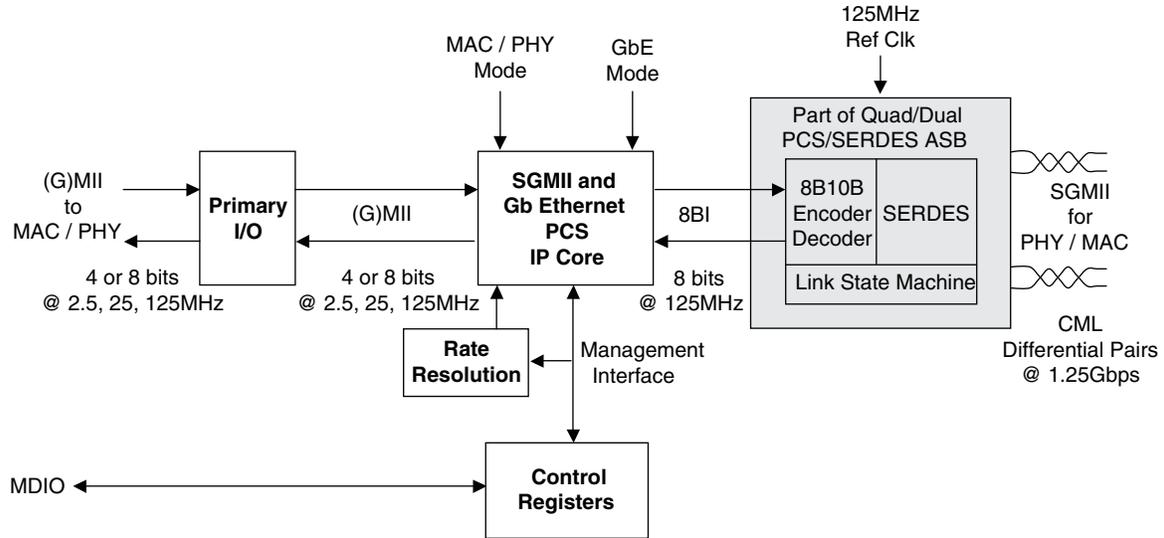 125MHz
Ref Clk
MAC / PHY
Mode
GbE
Mode
Part of Quad/Dual
PCS/SERDES ASB
(G)MII
to
MAC / PHY
Primary
I/O
(G)MII
SGMII and
Gb Ethernet
PCS
IP Core
8BI
8B10B
Encoder
Decoder
SERDES
Link State Machine
SGMII
for
PHY / MAC
4 or 8 bits
@ 2.5, 25, 125MHz
4 or 8 bits
@ 2.5, 25, 125MHz
8 bits
@ 125MHz
CML
Differential Pairs
@ 1.25Gbps
Rate
Resolution
Management
Interface
MDIO
Control
Registers